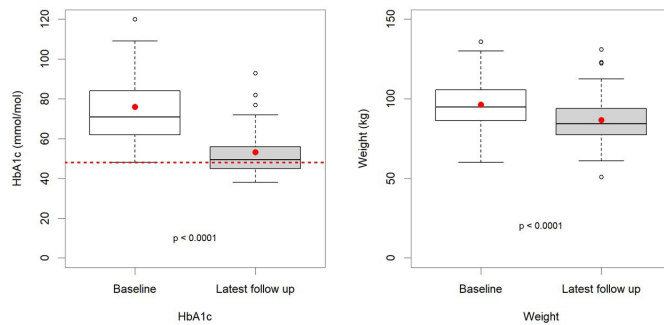 HbA1c (mmol/mol)
120
100
80
60
40
20
0
p < 0.0001
Baseline
Latest follow up
HbA1c
Weight (kg)
150
100
50
0
p < 0.0001
Baseline
Latest follow up
Weight